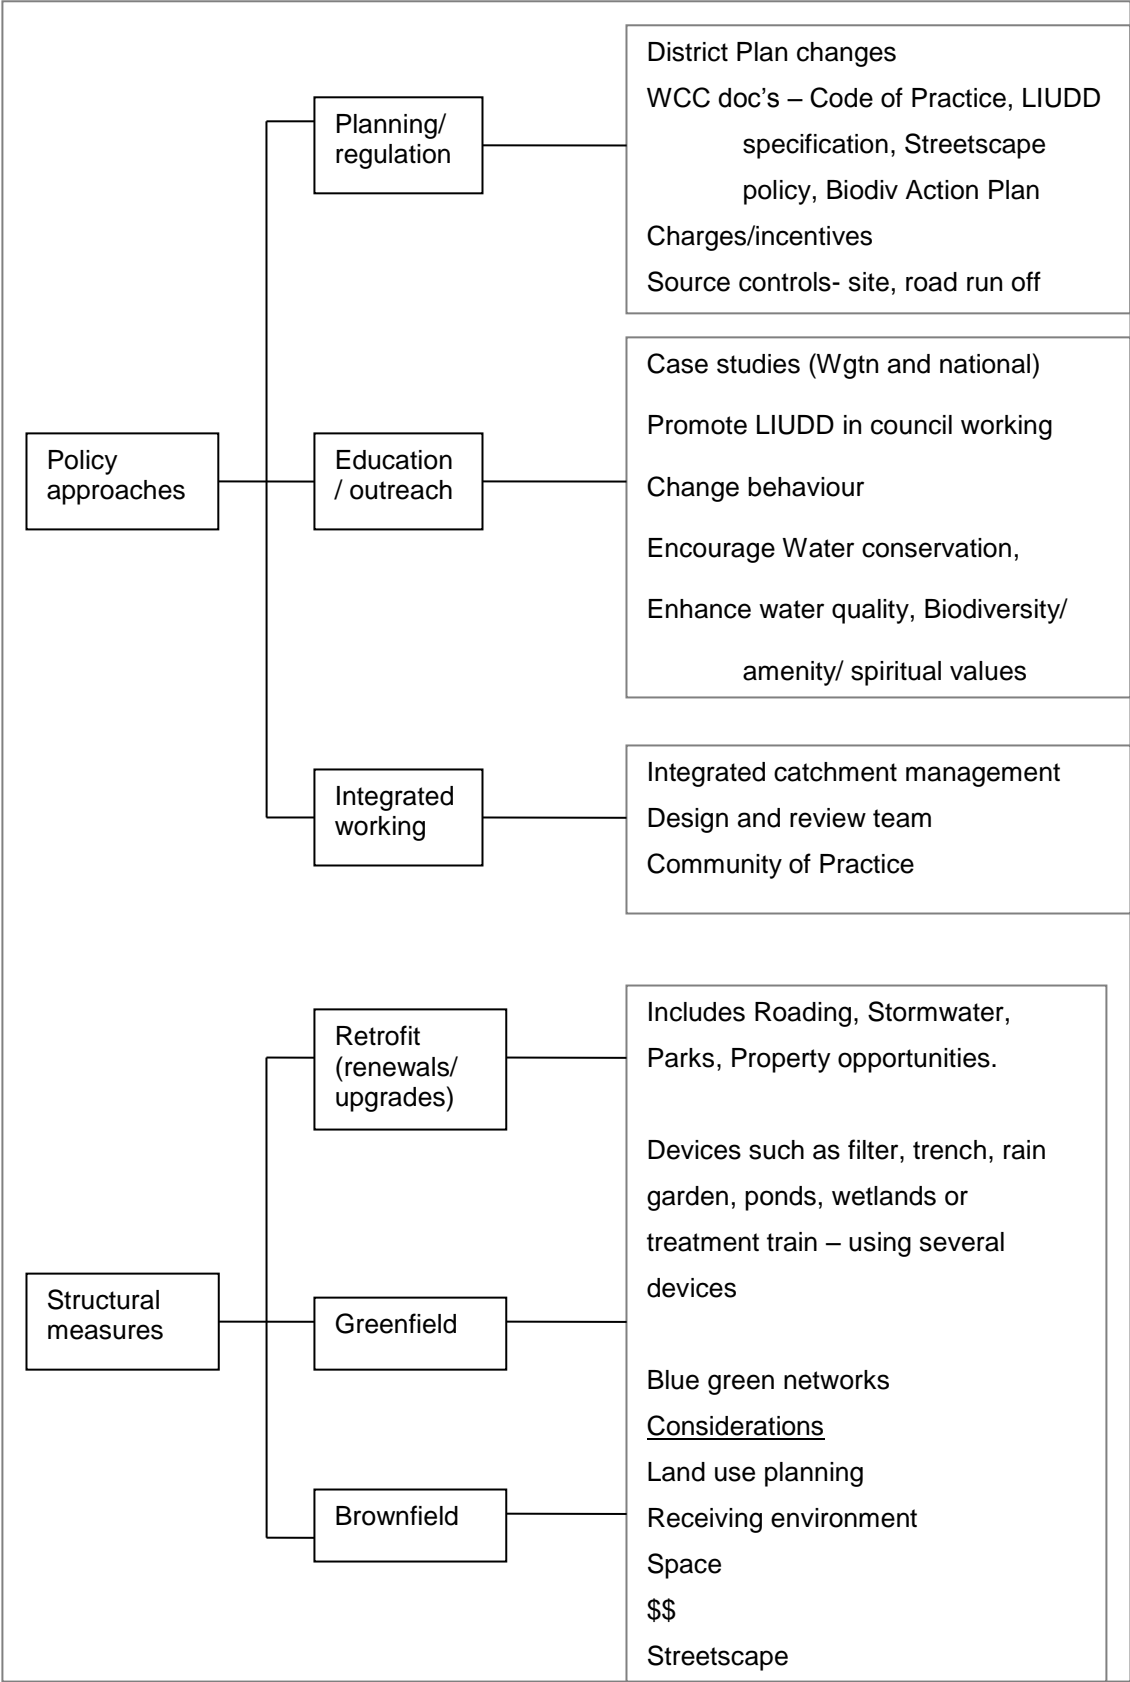 Policy
approaches
Planning/
regulation
District Plan changes
WCC doc's – Code of Practice, LIUDD
specification, Streetscape
policy, Biodiv Action Plan
Charges/incentives
Source controls- site, road run off
Education
/ outreach
Case studies (Wgtn and national)
Promote LIUDD in council working
Change behaviour
Encourage Water conservation,
Enhance water quality, Biodiversity/
amenity/ spiritual values
Integrated
working
Integrated catchment management
Design and review team
Community of Practice
Structural
measures
Retrofit
(renewals/
upgrades)
Greenfield
Brownfield
Includes Roading, Stormwater,
Parks, Property opportunities.
Devices such as filter, trench, rain
garden, ponds, wetlands or
treatment train – using several
devices
Blue green networks
Considerations
Land use planning
Receiving environment
Space
$$
Streetscape